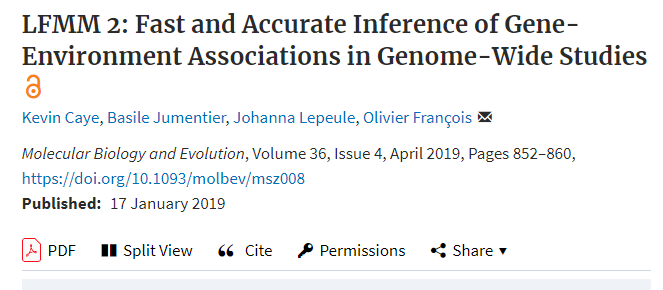 LFMM 2: Fast and Accurate Inference of Gene-
Environment Associations in Genome-Wide Studies
Kevin Caye, Basile Jumentier, Johanna Lepeule, Olivier François
Molecular Biology and Evolution, Volume 36, Issue 4, April 2019, Pages 852–860,
https://doi.org/10.1093/molbev/msz008
Published: 17 January 2019
PDF Split View Cite Permissions Share